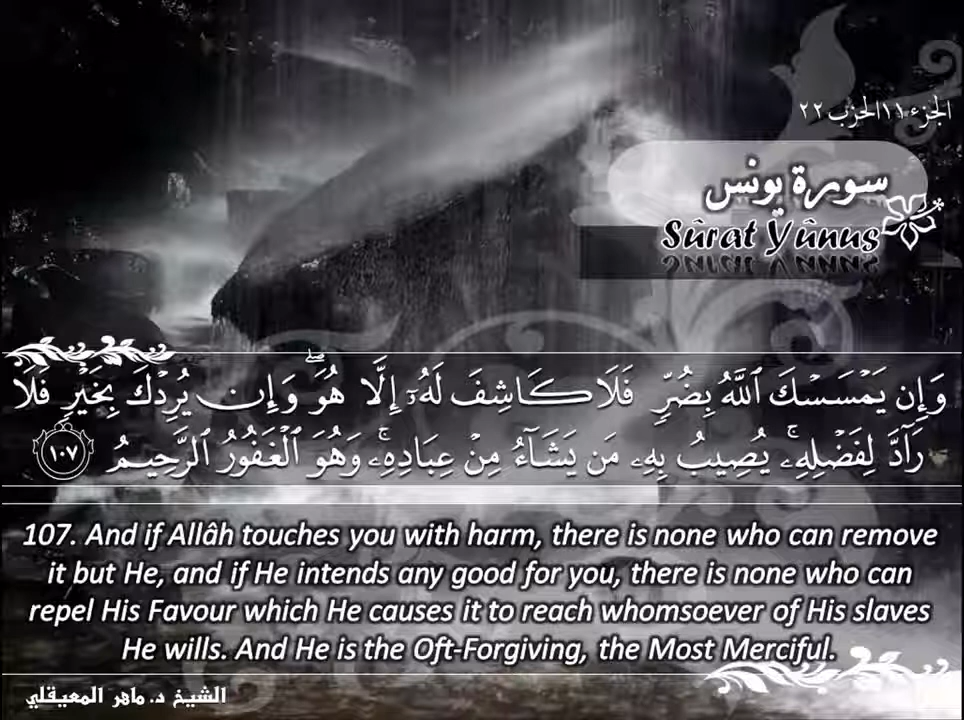 الجزء ١١ الحزب ٢٢
سورة يونس
Sûrat Yûnus
وَإِن يَمْسَسْكَ ٱللَّهُ بِضُرٍّ فَلَا كَاشِفَ لَهُۥٓ إِلَّا هُوَ ۖ وَإِن يُرِدْكَ بِخَيْرٍ فَلَا
رَآدَّ لِفَضْلِهِۦ ۚ يُصِيبُ بِهِۦ مَن يَشَآءُ مِنْ عِبَادِهِۦ ۚ وَهُوَ ٱلْغَفُورُ ٱلرَّحِيمُ ١٠٧
107. And if Allâh touches you with harm, there is none who can remove
it but He, and if He intends any good for you, there is none who can
repel His Favour which He causes it to reach whomsoever of His slaves
He wills. And He is the Oft-Forgiving, the Most Merciful.
الشيخ د. ماهر المعيقلي